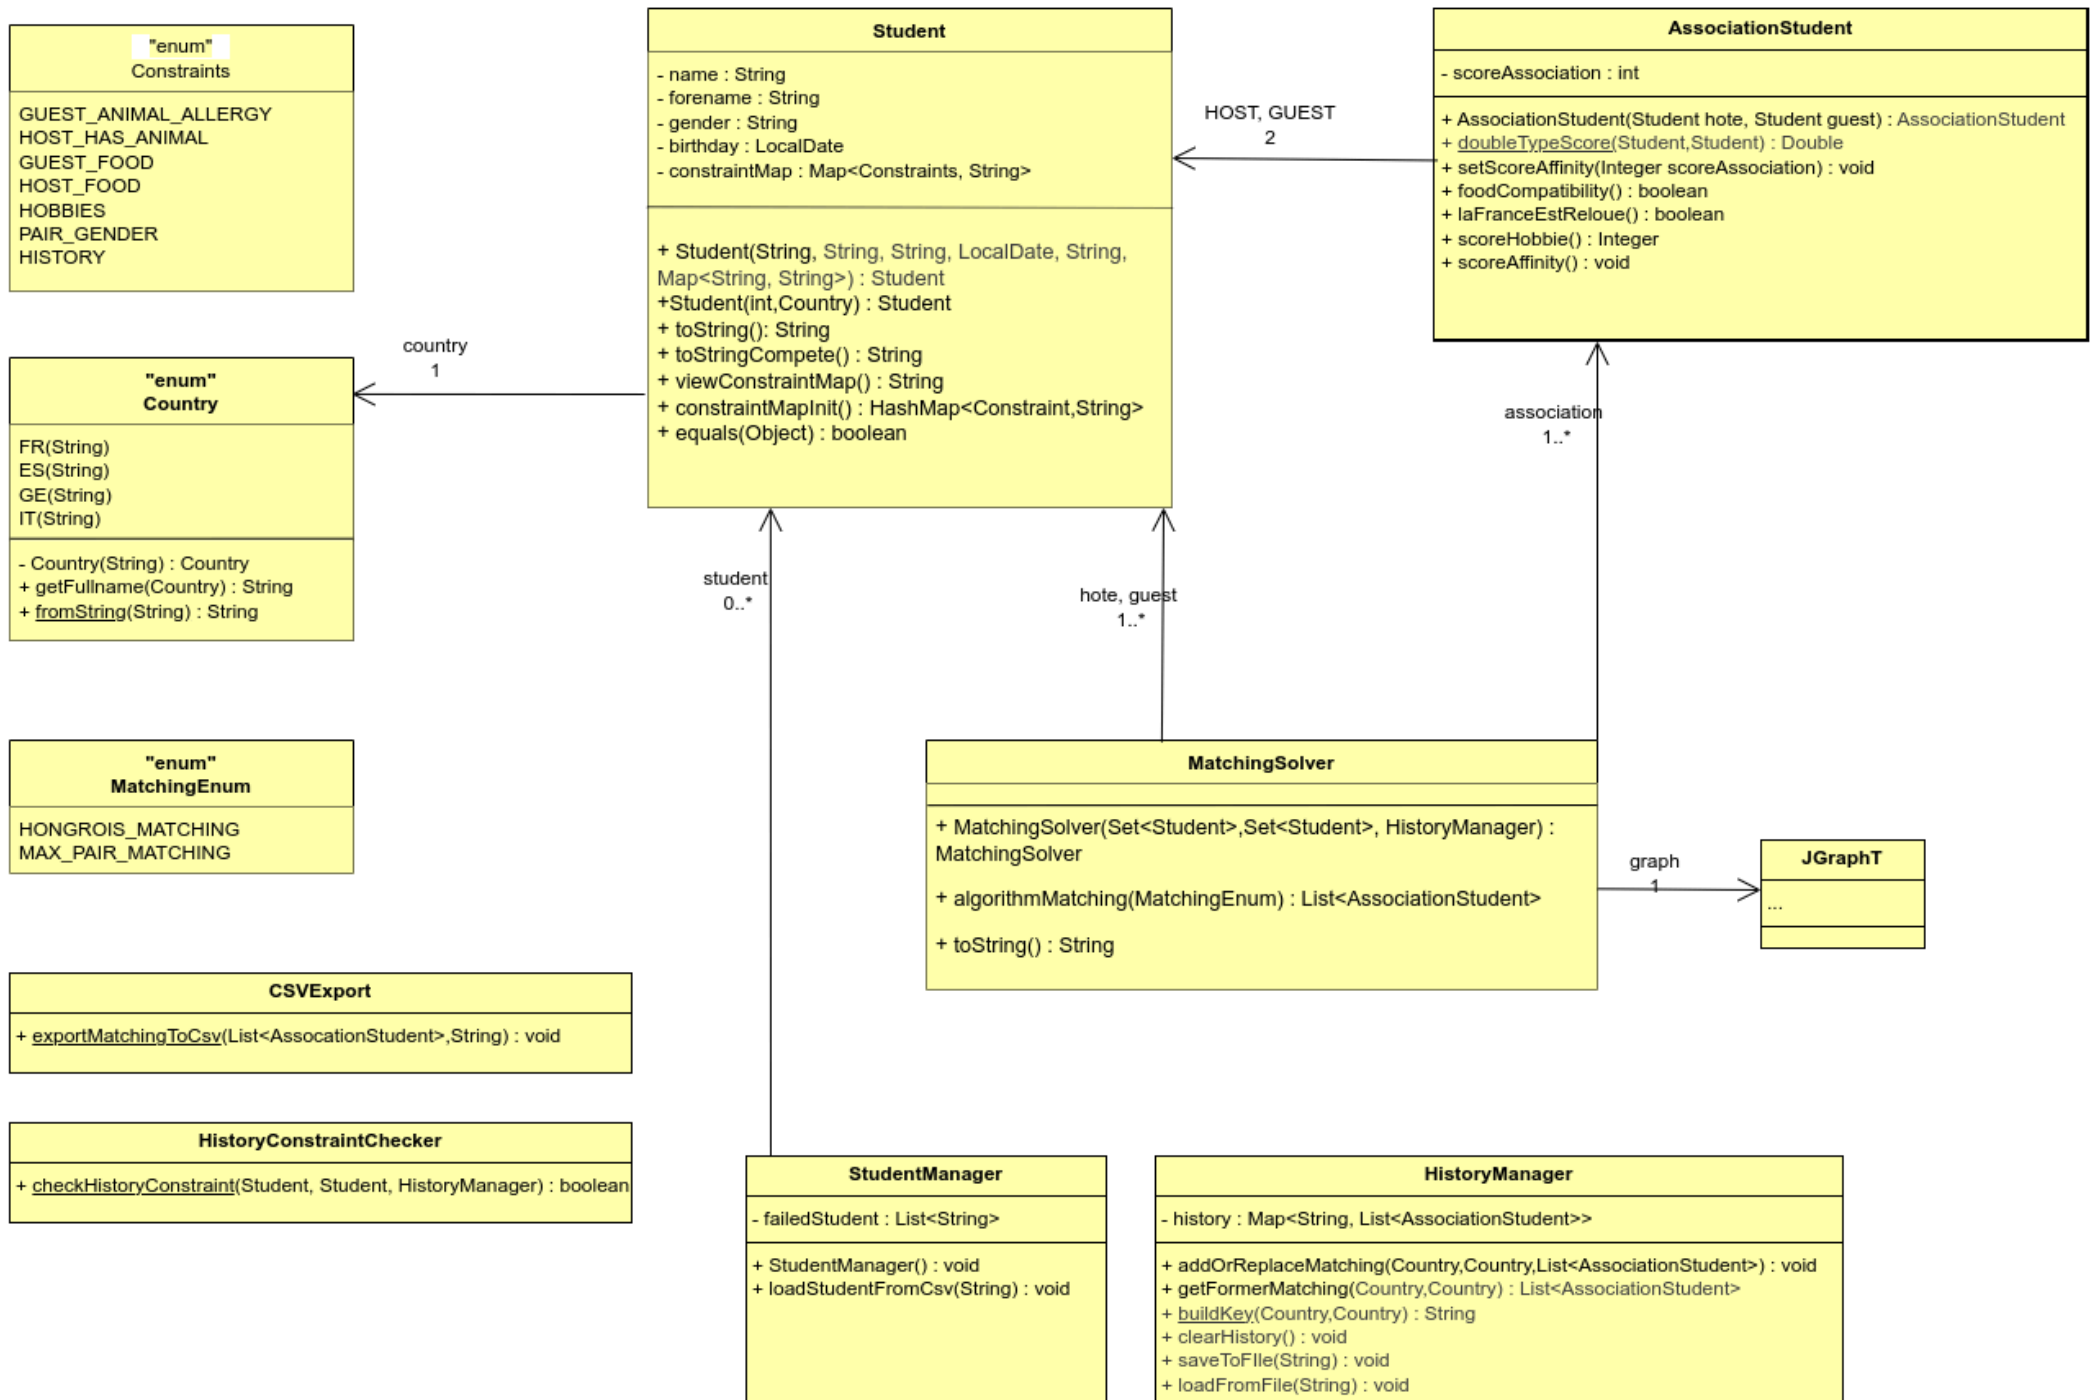 "enum"
Constraints
GUEST_ANIMAL_ALLERGY
HOST_HAS_ANIMAL
GUEST_FOOD
HOST_FOOD
HOBBIES
PAIR_GENDER
HISTORY
Student
- name : String
- forename : String
- gender : String
- birthday : LocalDate
- constraintMap : Map<Constraints, String>
+ Student(String, String, String, LocalDate, String,
Map<String, String>) : Student
+Student(int,Country) : Student
+ toString(): String
+ toStringCompete() : String
+ viewConstraintMap() : String
+ constraintMapInit() : HashMap<Constraint,String>
+ equals(Object) : boolean
HOST, GUEST
2
AssociationStudent
- scoreAssociation : int
+ AssociationStudent(Student hote, Student guest) : AssociationStudent
+ doubleTypeScore(Student,Student) : Double
+ setScoreAffinity(Integer scoreAssociation) : void
+ foodCompatibility() : boolean
+ laFranceEstReloue() : boolean
+ scoreHobbie() : Integer
+ scoreAffinity() : void
country
1
"enum"
Country
FR(String)
ES(String)
GE(String)
IT(String)
- Country(String) : Country
+ getFullname(Country) : String
+ fromString(String) : String
association
1..*
student
0..*
hote, guest
1..*
"enum"
MatchingEnum
HONGROIS_MATCHING
MAX_PAIR_MATCHING
MatchingSolver
+ MatchingSolver(Set<Student>,Set<Student>, HistoryManager) :
MatchingSolver
+ algorithmMatching(MatchingEnum) : List<AssociationStudent>
+ toString() : String
graph
1
JGraphT
...
CSVExport
+ exportMatchingToCsv(List<AssocationStudent>,String) : void
HistoryConstraintChecker
+ checkHistoryConstraint(Student, Student, HistoryManager) : boolean
StudentManager
- failedStudent : List<String>
+ StudentManager() : void
+ loadStudentFromCsv(String) : void
HistoryManager
- history : Map<String, List<AssociationStudent>>
+ addOrReplaceMatching(Country,Country,List<AssociationStudent>) : void
+ getFormerMatching(Country,Country) : List<AssociationStudent>
+ buildKey(Country,Country) : String
+ clearHistory() : void
+ saveToFIle(String) : void
+ loadFromFile(String) : void